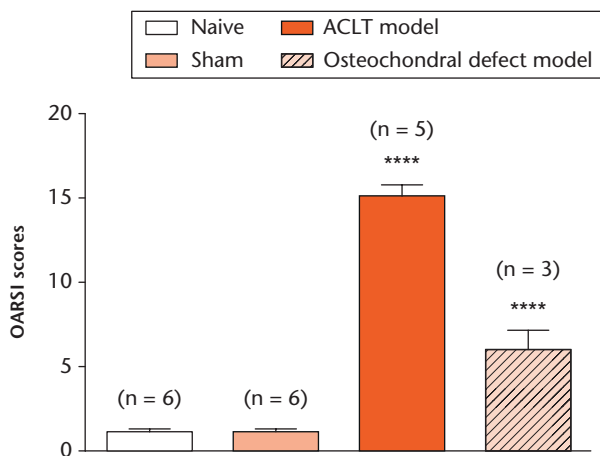 Naive
ACLT model
Sham
Osteochondral defect model
20
15
10
5
0
OARSI scores
(n = 6)
(n = 6)
(n = 5)
****
(n = 3)
****